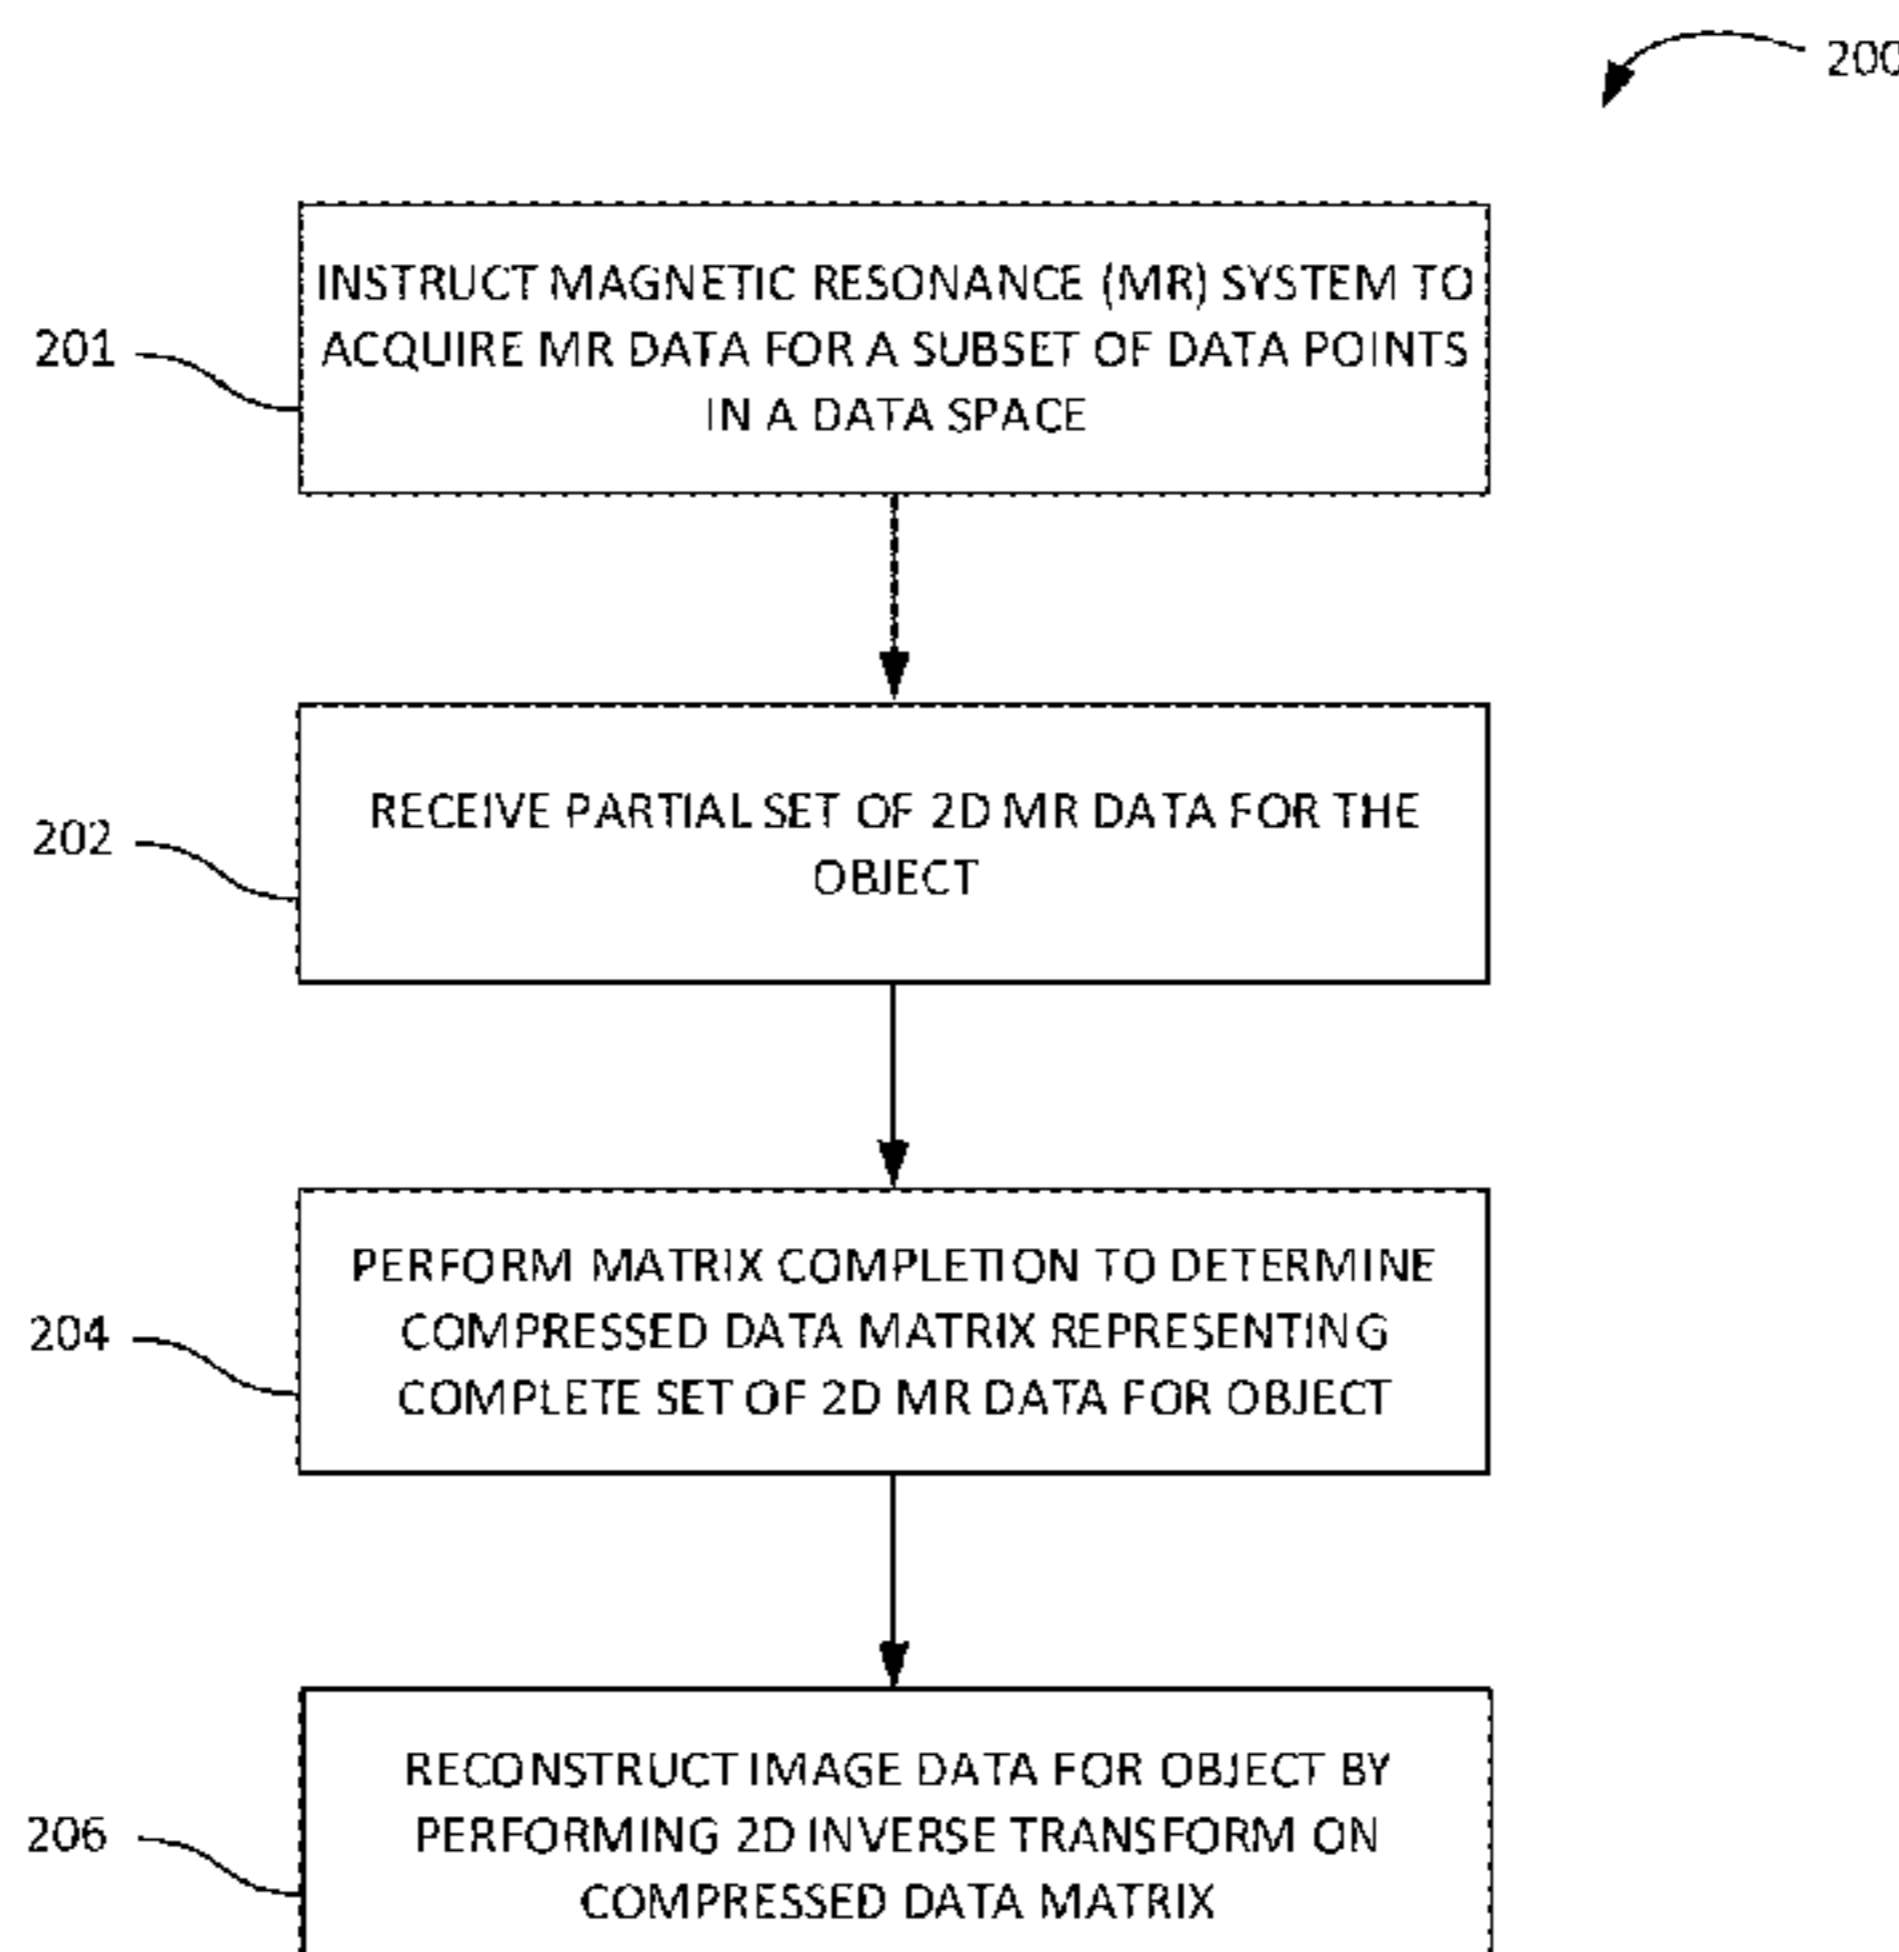 200
INSTRUCT MAGNETIC RESONANCE (MR) SYSTEM TO
ACQUIRE MR DATA FOR A SUBSET OF DATA POINTS
IN A DATA SPACE
201
RECEIVE PARTIAL SET OF 2D MR DATA FOR THE
OBJECT
202
PERFORM MATRIX COMPLETION TO DETERMINE
COMPRESSED DATA MATRIX REPRESENTING
COMPLETE SET OF 2D MR DATA FOR OBJECT
204
RECONSTRUCT IMAGE DATA FOR OBJECT BY
PERFORMING 2D INVERSE TRANSFORM ON
COMPRESSED DATA MATRIX
206